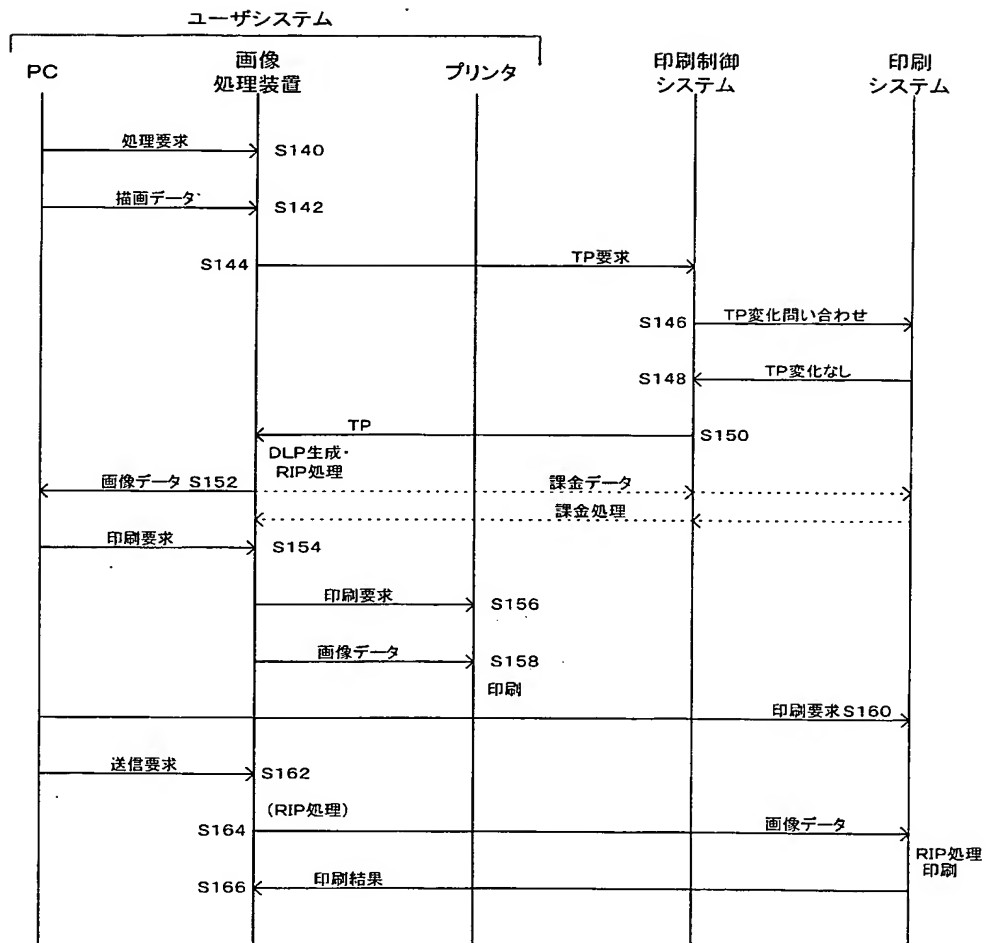 ユーザシステム
PC
画像
処理装置
プリンタ
印刷制御
システム
印刷
システム
処理要求
S140
描画データ
S142
S144
TP要求
S146
TP変化問い合わせ
S148
TP変化なし
TP
S150
DLP生成・
RIP処理
画像データ S152
課金データ
課金処理
印刷要求
S154
印刷要求
S156
画像データ
S158
印刷
印刷要求S160
送信要求
S162
(RIP処理)
S164
画像データ
RIP処理
印刷
S166
印刷結果